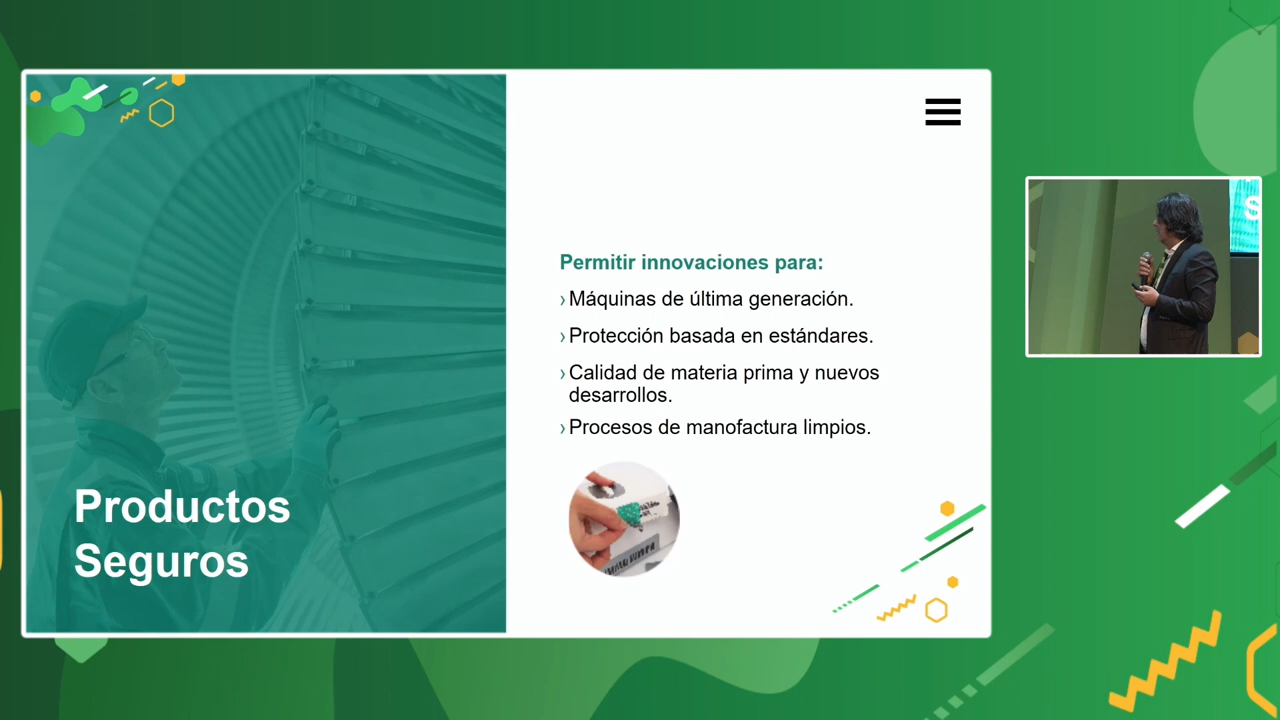 Productos
Seguros
Permitir innovaciones para:
› Máquinas de última generación.
› Protección basada en estándares.
› Calidad de materia prima y nuevos
desarrollos.
› Procesos de manofactura limpios.
S